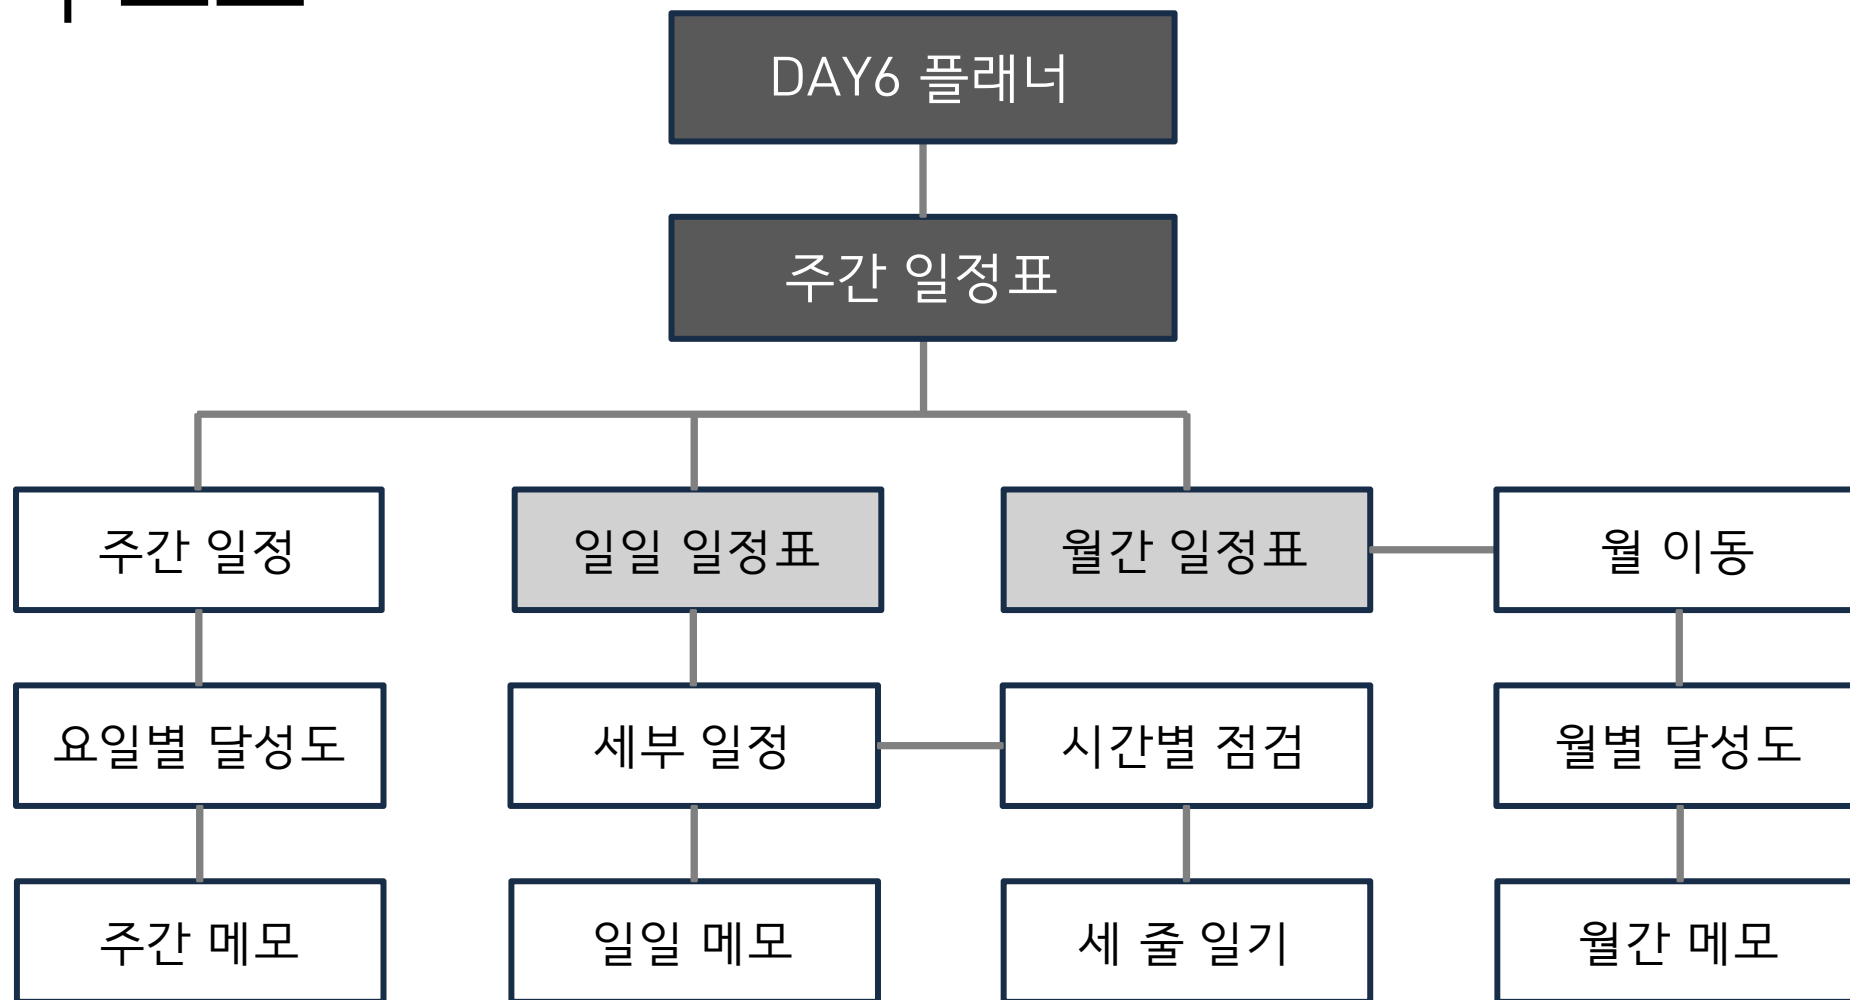 DAY6 플래너
주간 일정표
주간 일정
일일 일정표
월간 일정표
월 이동
요일별 달성도
세부 일정
시간별 점검
월별 달성도
주간 메모
일일 메모
세 줄 일기
월간 메모